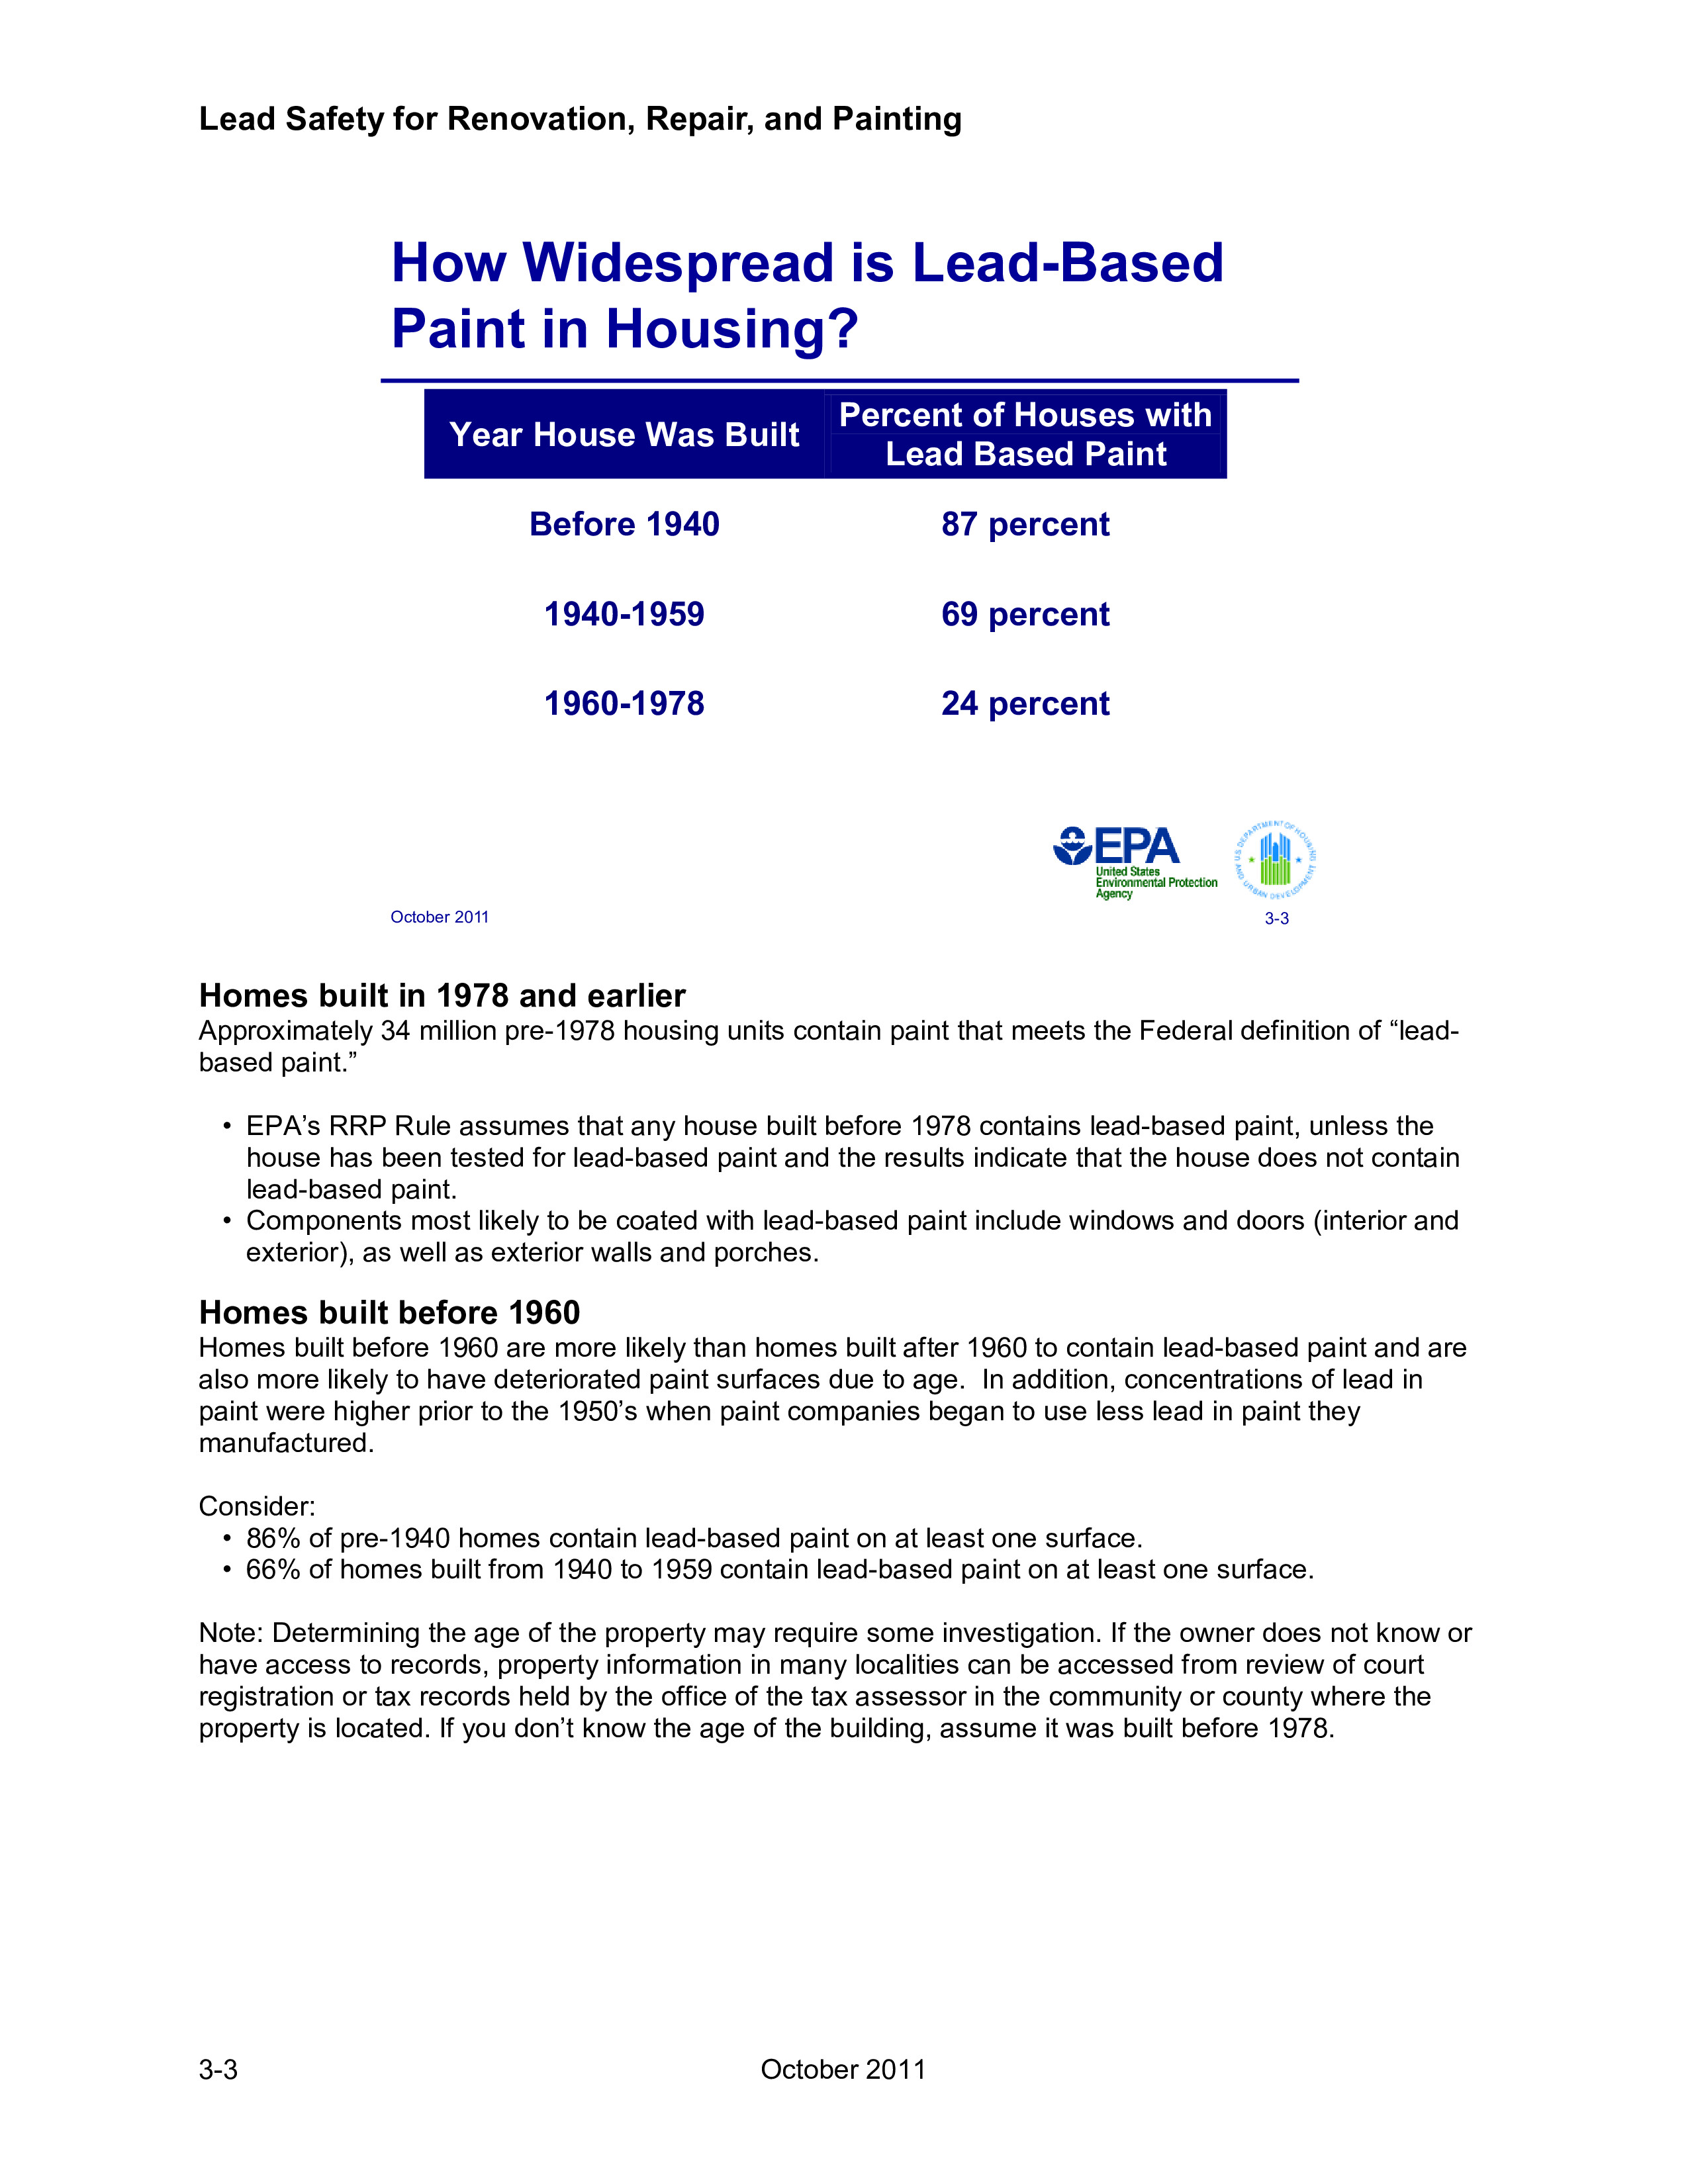 Lead Safety for Renovation, Repair, and Painting
How Widespread is Lead-Based
Paint in Housing?
Year House Was Built
Percent of Houses with
Lead Based Paint
Before 1940 87 percent
1940-1959 69 percent
1960-1978 24 percent
EPA
United States
Environmental Protection
Agency
U.S. DEPARTMENT OF HOUSING AND URBAN DEVELOPMENT
October 2011 3-3
Homes built in 1978 and earlier
Approximately 34 million pre-1978 housing units contain paint that meets the Federal definition of “lead-
based paint.”
• EPA’s RRP Rule assumes that any house built before 1978 contains lead-based paint, unless the
house has been tested for lead-based paint and the results indicate that the house does not contain
lead-based paint.
• Components most likely to be coated with lead-based paint include windows and doors (interior and
exterior), as well as exterior walls and porches.
Homes built before 1960
Homes built before 1960 are more likely than homes built after 1960 to contain lead-based paint and are
also more likely to have deteriorated paint surfaces due to age.  In addition, concentrations of lead in
paint were higher prior to the 1950’s when paint companies began to use less lead in paint they
manufactured.
Consider:
• 86% of pre-1940 homes contain lead-based paint on at least one surface.
• 66% of homes built from 1940 to 1959 contain lead-based paint on at least one surface.
Note: Determining the age of the property may require some investigation. If the owner does not know or
have access to records, property information in many localities can be accessed from review of court
registration or tax records held by the office of the tax assessor in the community or county where the
property is located. If you don’t know the age of the building, assume it was built before 1978.
3-3 October 2011